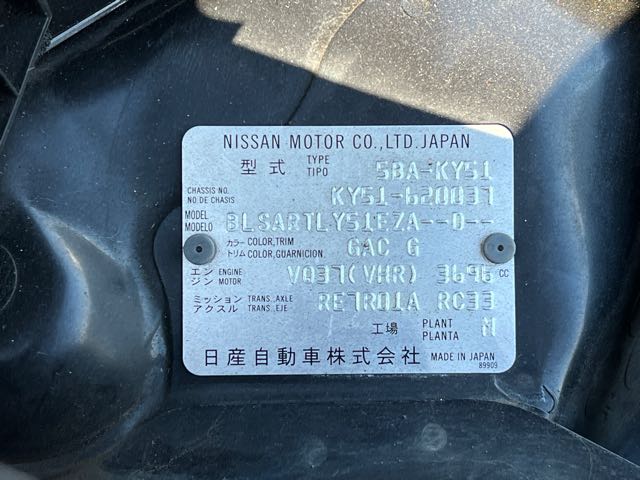 NISSAN MOTOR CO.,LTD. JAPAN
型式 TYPE TIPO 5BA-KY51
CHASSIS NO. NO.DE CHASIS KY51-620037
MODEL MODELO BLSARTLY51EZA--D--
カラー COLOR,TRIM トリム COLOR,GUARNICION, GAC G
エンジン ENGINE MOTOR VQ37(VHR) 3696 CC
ミッション アクスル TRANS.,AXLE TRANS.,EJE RE7R01A RC33
工場 PLANT PLANTA M
日産自動車株式会社 MADE IN JAPAN
89909